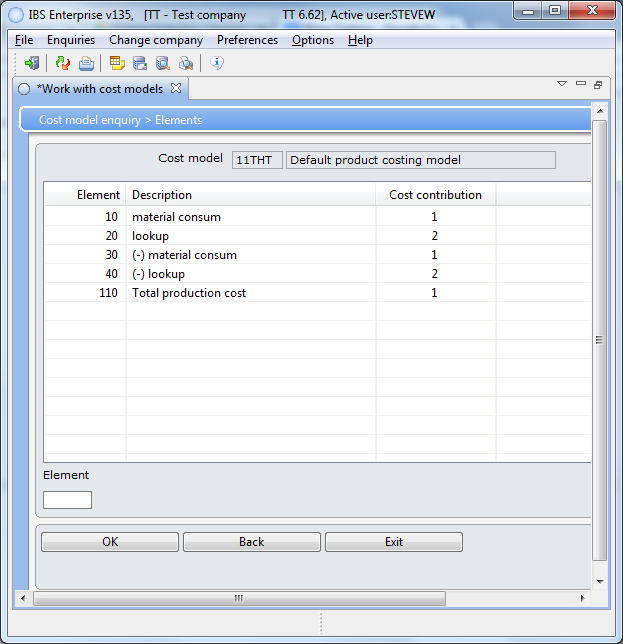 IBS Enterprise v135, [TT - Test company TT 6.62], Active user:STEVEW
File Enquiries Change company Preferences Options Help
*Work with cost models
Cost model enquiry > Elements
Cost model 11THT Default product costing model
Element Description Cost contribution
10 material consum 1
20 lookup 2
30 (-) material consum 1
40 (-) lookup 2
110 Total production cost 1
Element
OK Back Exit